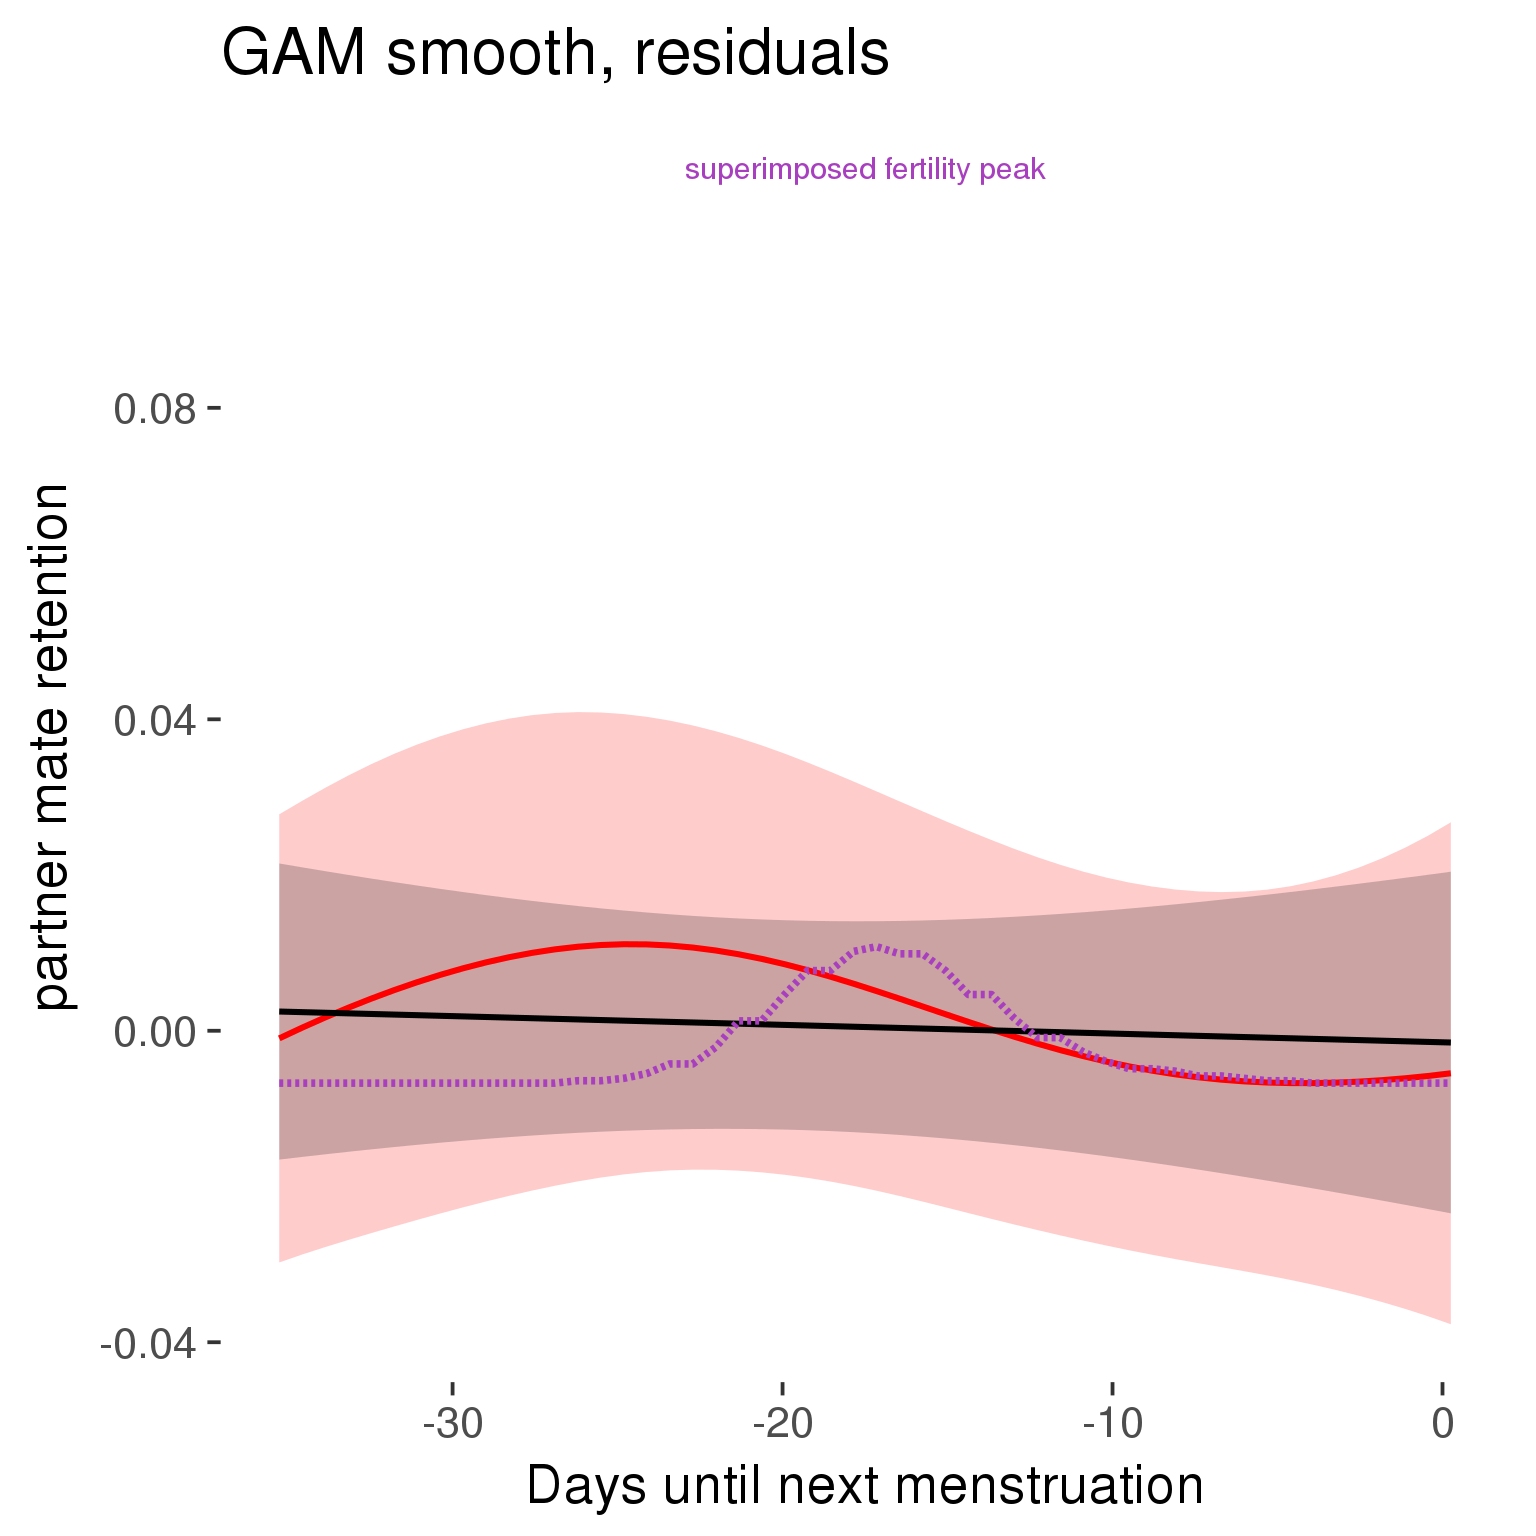 GAM smooth, residuals
superimposed fertility peak
partner mate retention
0.08
0.04
0.00
-0.04
-30
-20
-10
0
Days until next menstruation